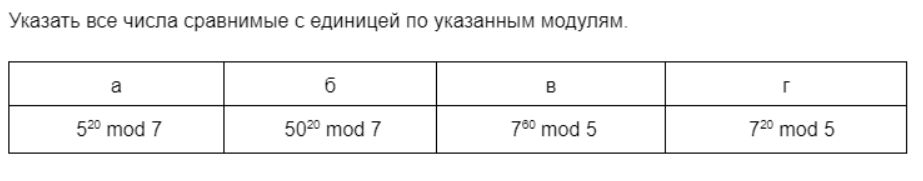 Указать все числа сравнимые с единицей по указанным модулям.
а б в г
5²⁰ mod 7 50²⁰ mod 7 7⁶⁰ mod 5 7²⁰ mod 5